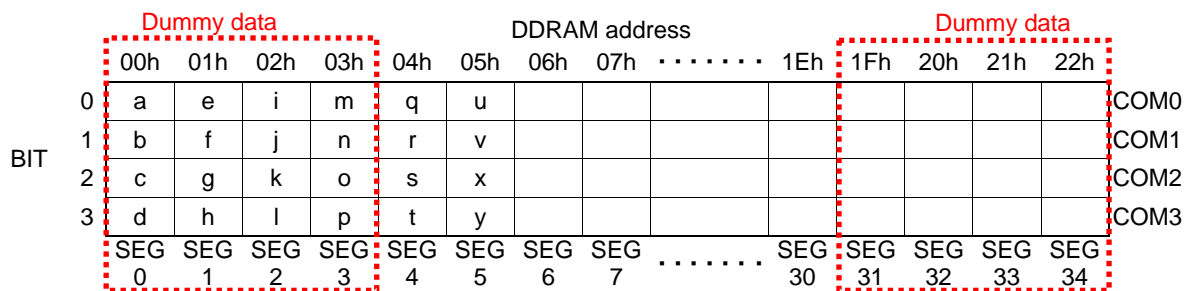 Dummy data DDRAM address Dummy data
00h 01h 02h 03h 04h 05h 06h 07h ······· 1Eh 1Fh 20h 21h 22h
0 a e i m q u COM0
1 b f j n r v COM1
BIT
2 c g k o s x COM2
3 d h l p t y COM3
SEG SEG SEG SEG SEG SEG SEG SEG ······· SEG SEG SEG SEG SEG
0 1 2 3 4 5 6 7 30 31 32 33 34